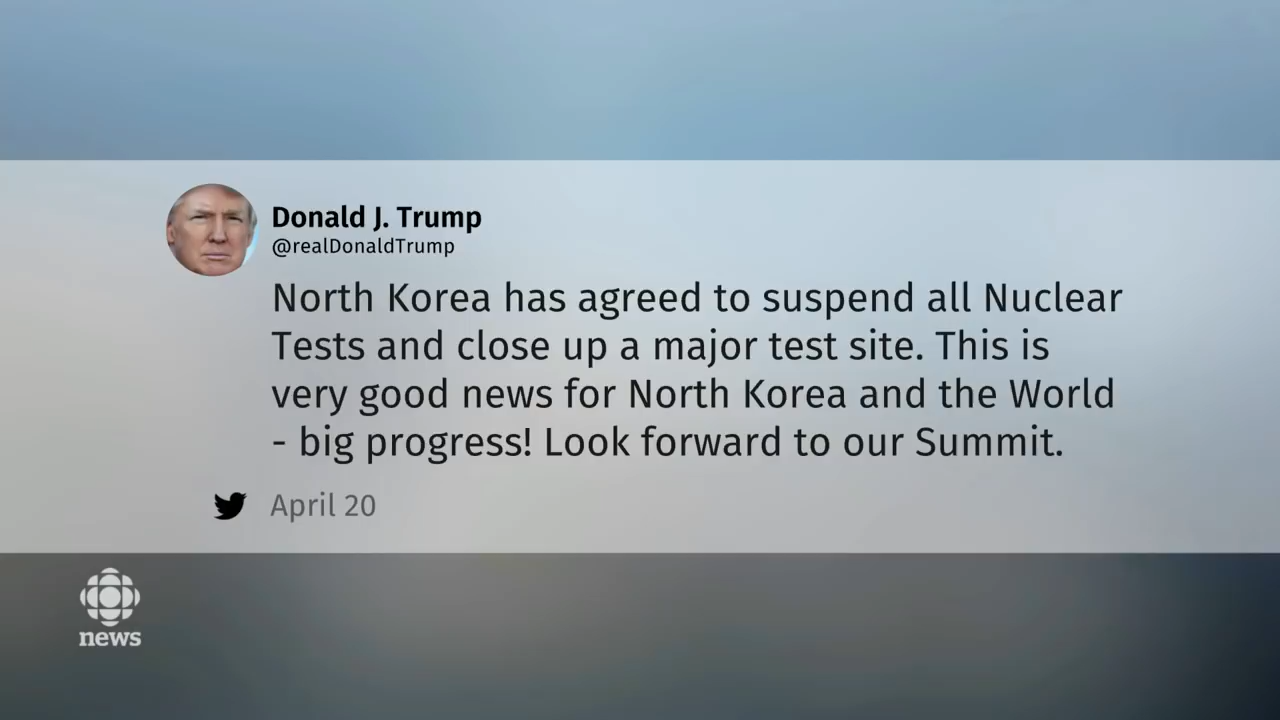 Donald J. Trump
@realDonaldTrump
North Korea has agreed to suspend all Nuclear
Tests and close up a major test site. This is
very good news for North Korea and the World
- big progress! Look forward to our Summit.
April 20
news